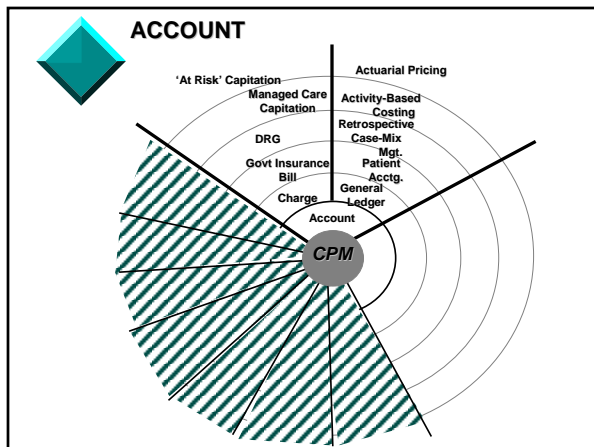 ACCOUNT
‘At Risk’ Capitation
Managed Care
Capitation
DRG
Govt Insurance
Bill
Charge
Actuarial Pricing
Activity-Based
Costing
Retrospective
Case-Mix
Mgt.
Patient
Acctg.
General
Ledger
Account
CPM